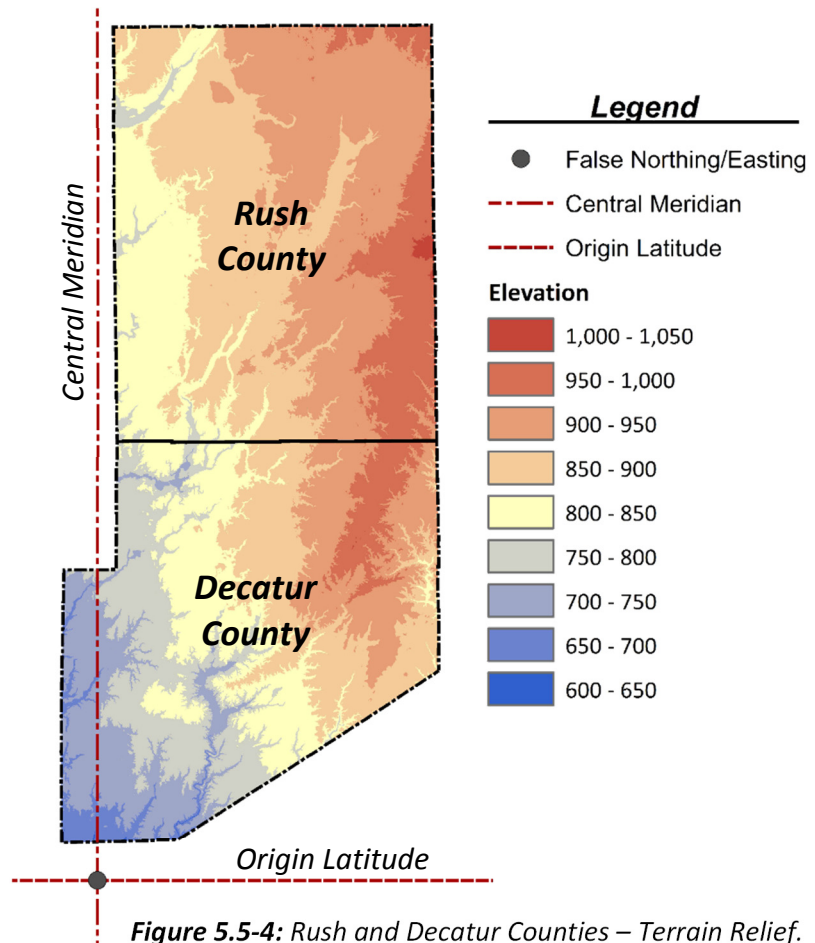 Central Meridian
Rush
County
Decatur
County
Origin Latitude
Legend
False Northing/Easting
Central Meridian
Origin Latitude
Elevation
1,000 - 1,050
950 - 1,000
900 - 950
850 - 900
800 - 850
750 - 800
700 - 750
650 - 700
600 - 650
Figure 5.5-4: Rush and Decatur Counties – Terrain Relief.